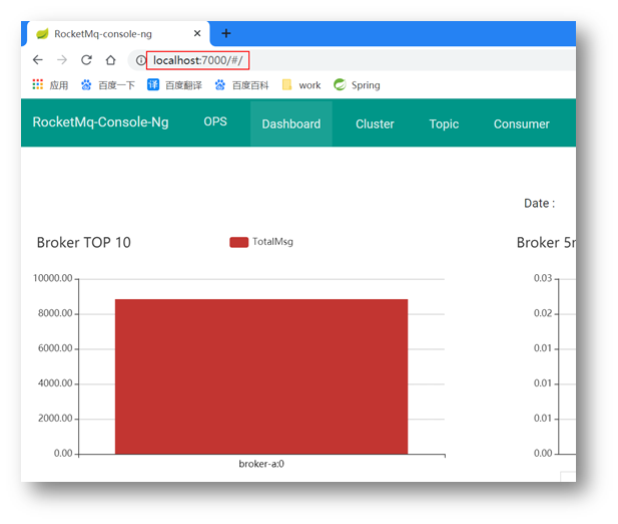 RocketMq-console-ng
localhost:7000/#/
应用 百度一下 译 百度翻译 百度百科 work Spring
RocketMq-Console-Ng OPS Dashboard Cluster Topic Consumer
Date :
Broker TOP 10 TotalMsg Broker 5m
10000.00 0.03
8000.00 0.02
6000.00 0.01
4000.00 0.01
2000.00 0.01
0.00 0.00
broker-a:0